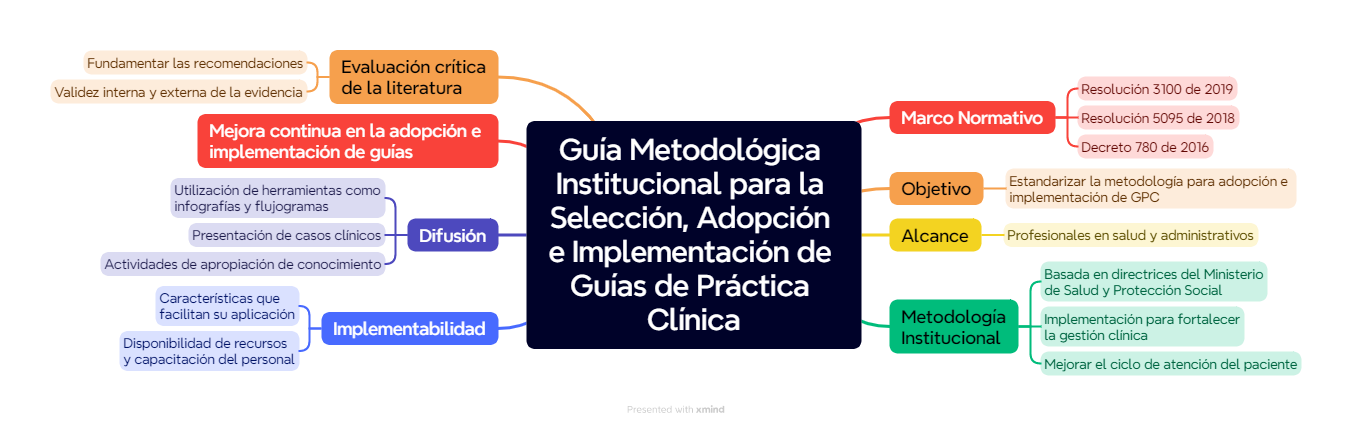 Guía Metodológica
Institucional para la
Selección, Adopción
e Implementación de
Guías de Práctica
Clínica
Marco Normativo
Resolución 3100 de 2019
Resolución 5095 de 2018
Decreto 780 de 2016
Objetivo
Estandarizar la metodología para adopción e
implementación de GPC
Alcance
Profesionales en salud y administrativos
Metodología
Institucional
Basada en directrices del Ministerio
de Salud y Protección Social
Implementación para fortalecer
la gestión clínica
Mejorar el ciclo de atención del paciente
Evaluación crítica
de la literatura
Fundamentar las recomendaciones
Validez interna y externa de la evidencia
Mejora continua en la adopción e
implementación de guías
Difusión
Utilización de herramientas como
infografías y flujogramas
Presentación de casos clínicos
Actividades de apropiación de conocimiento
Implementabilidad
Características que
facilitan su aplicación
Disponibilidad de recursos
y capacitación del personal
Presented with xmind